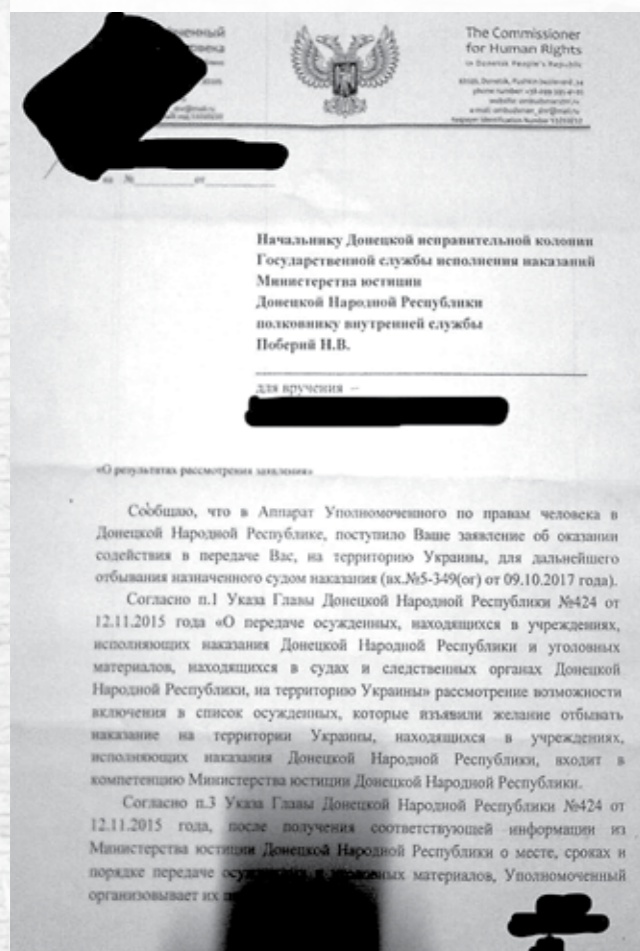 The Commissioner
for Human Rights
in Donetsk People's Republic
№
от
Начальнику Донецкой исправительной колонии
Государственной службы исполнения наказаний
Министерства юстиции
Донецкой Народной Республики
полковнику внутренней службы
Поберий Н.В.
для вручения –
«О результатах рассмотрения заявления»
Сообщаю, что в Аппарат Уполномоченного по правам человека в
Донецкой Народной Республике, поступило Ваше заявление об оказании
содействия в передаче Вас, на территорию Украины, для дальнейшего
отбывания назначенного судом наказания (вх.№5-349(ог) от 09.10.2017 года).
Согласно п.1 Указа Главы Донецкой Народной Республики №424 от
12.11.2015 года «О передаче осужденных, находящихся в учреждениях,
исполняющих наказания Донецкой Народной Республики и уголовных
материалов, находящихся в судах и следственных органах Донецкой
Народной Республики, на территорию Украины» рассмотрение возможности
включения в список осужденных, которые изъявили желание отбывать
наказание на территории Украины, находящихся в учреждениях,
исполняющих наказания Донецкой Народной Республики, входит в
компетенцию Министерства юстиции Донецкой Народной Республики.
Согласно п.3 Указа Главы Донецкой Народной Республики №424 от
12.11.2015 года, после получения соответствующей информации из
Министерства юстиции Донецкой Народной Республики о месте, сроках и
порядке передаче материалов, Уполномоченный
организовывает их